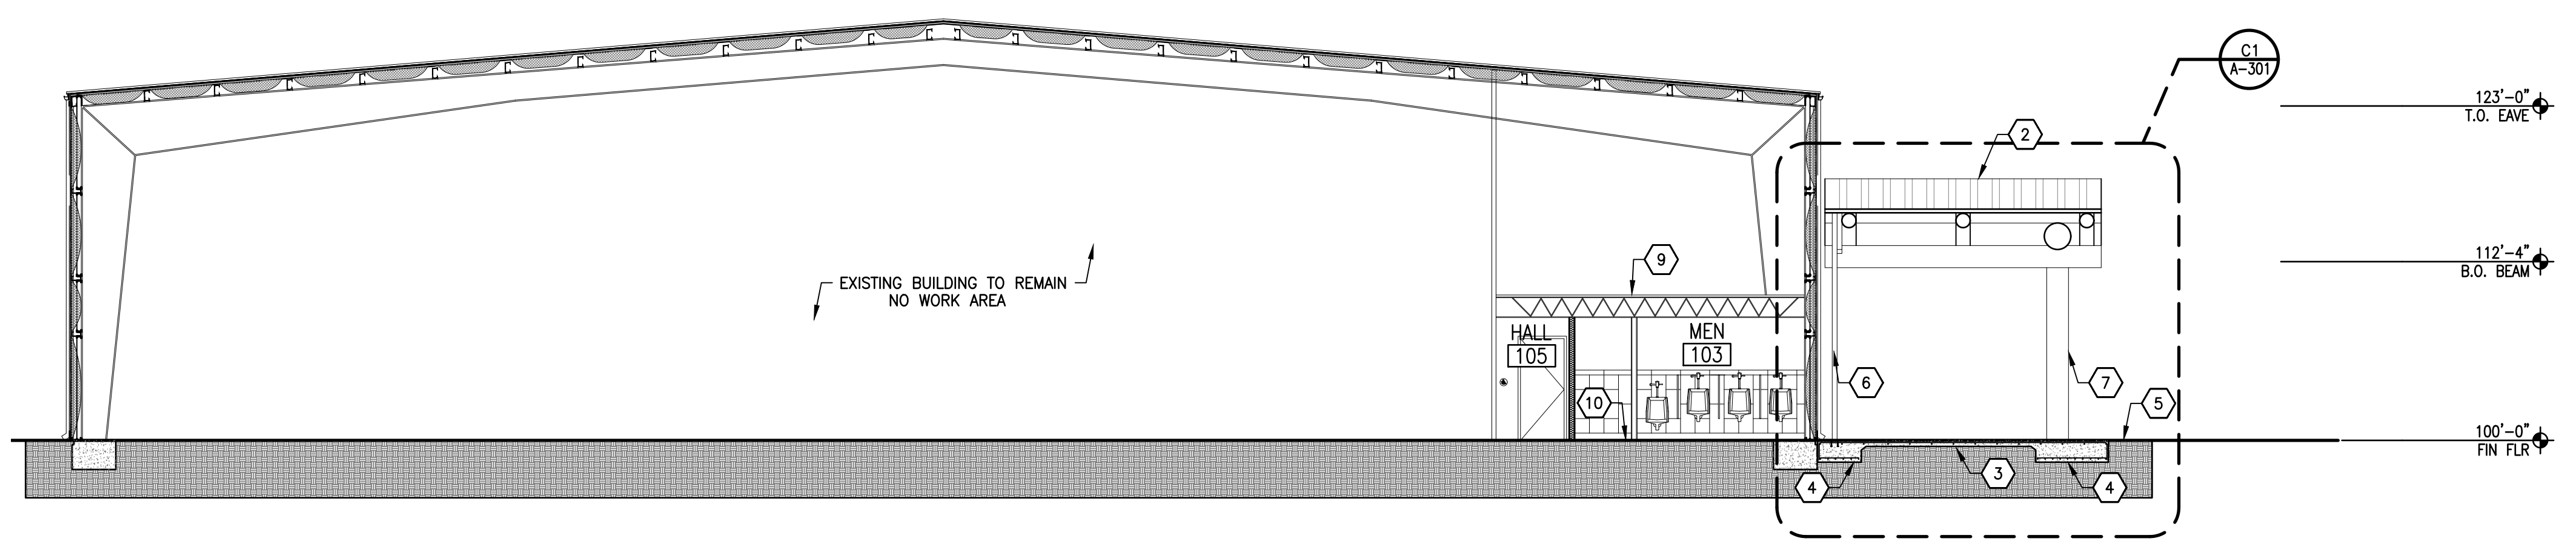 C1
A-301
123'-0"
T.O. EAVE
2
112'-4"
B.O. BEAM
9
EXISTING BUILDING TO REMAIN
NO WORK AREA
HALL
105
MEN
103
6
7
10
5
100'-0"
FIN FLR
3
4
4